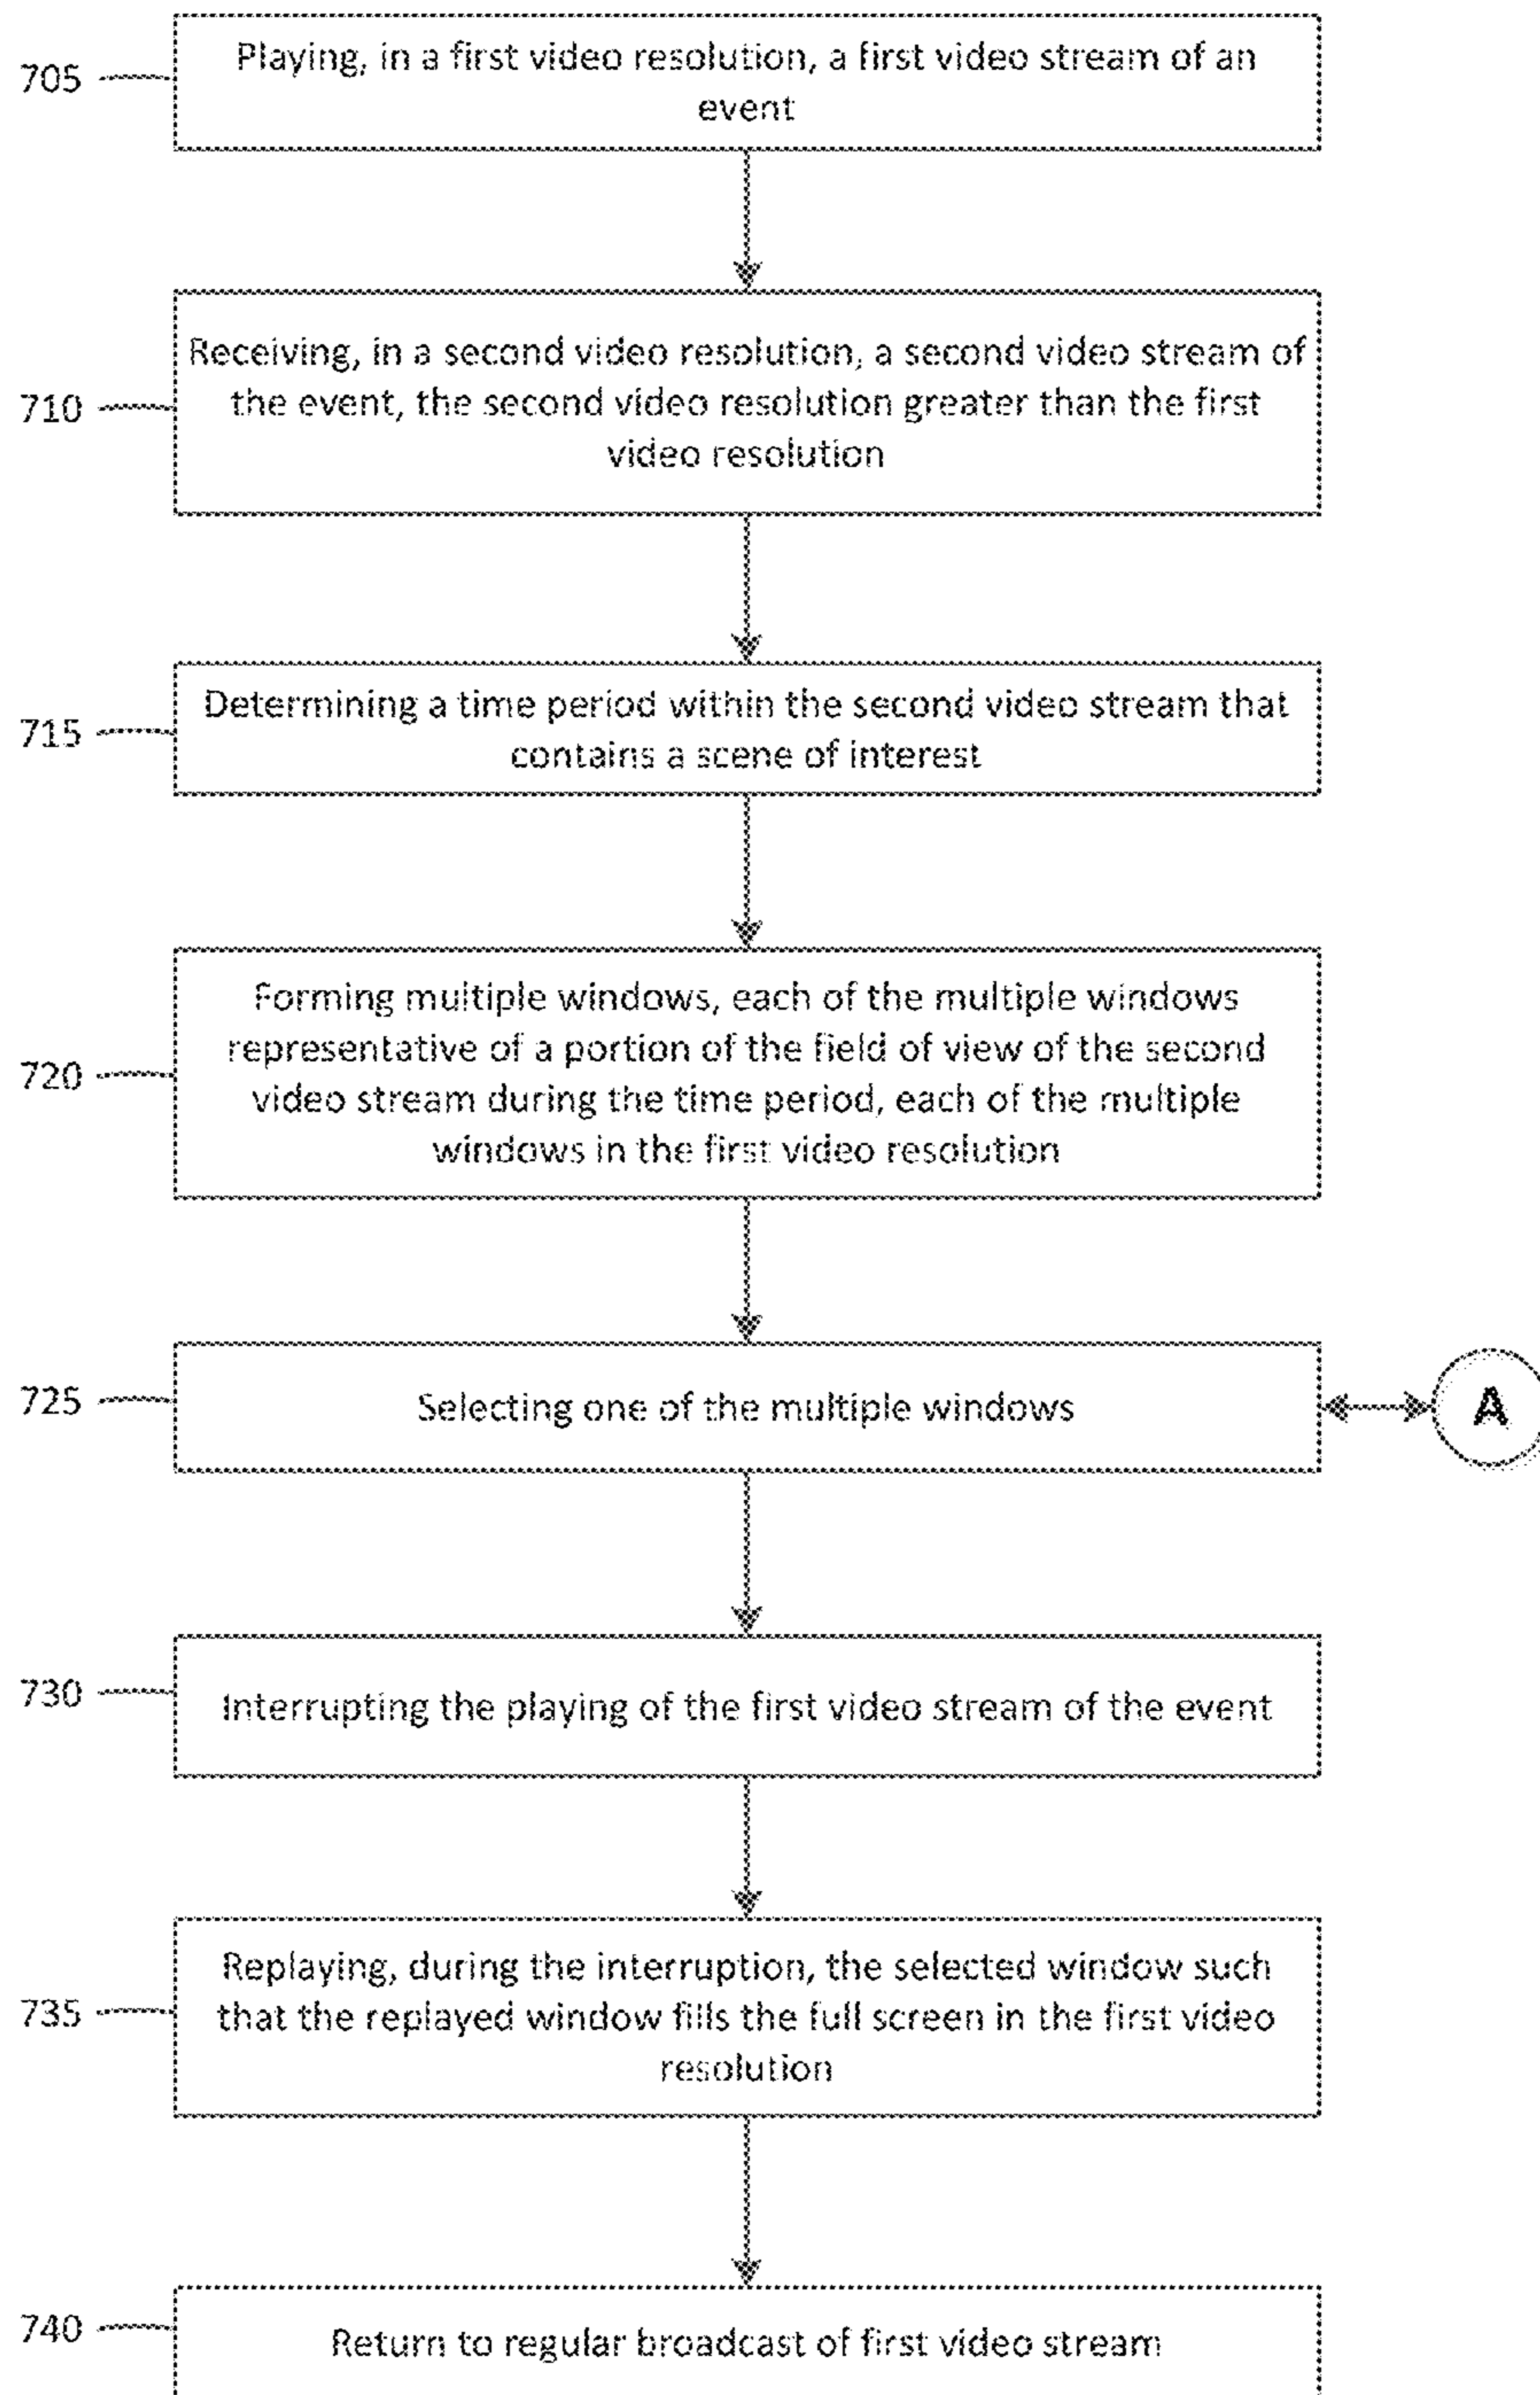 705
Playing, in a first video resolution, a first video stream of an
event
710
Receiving, in a second video resolution, a second video stream of
the event, the second video resolution greater than the first
video resolution
715
Determining a time period within the second video stream that
contains a scene of interest
720
Forming multiple windows, each of the multiple windows
representative of a portion of the field of view of the second
video stream during the time period, each of the multiple
windows in the first video resolution
725
Selecting one of the multiple windows
A
730
Interrupting the playing of the first video stream of the event
735
Replaying, during the interruption, the selected window such
that the replayed window fills the full screen in the first video
resolution
740
Return to regular broadcast of first video stream